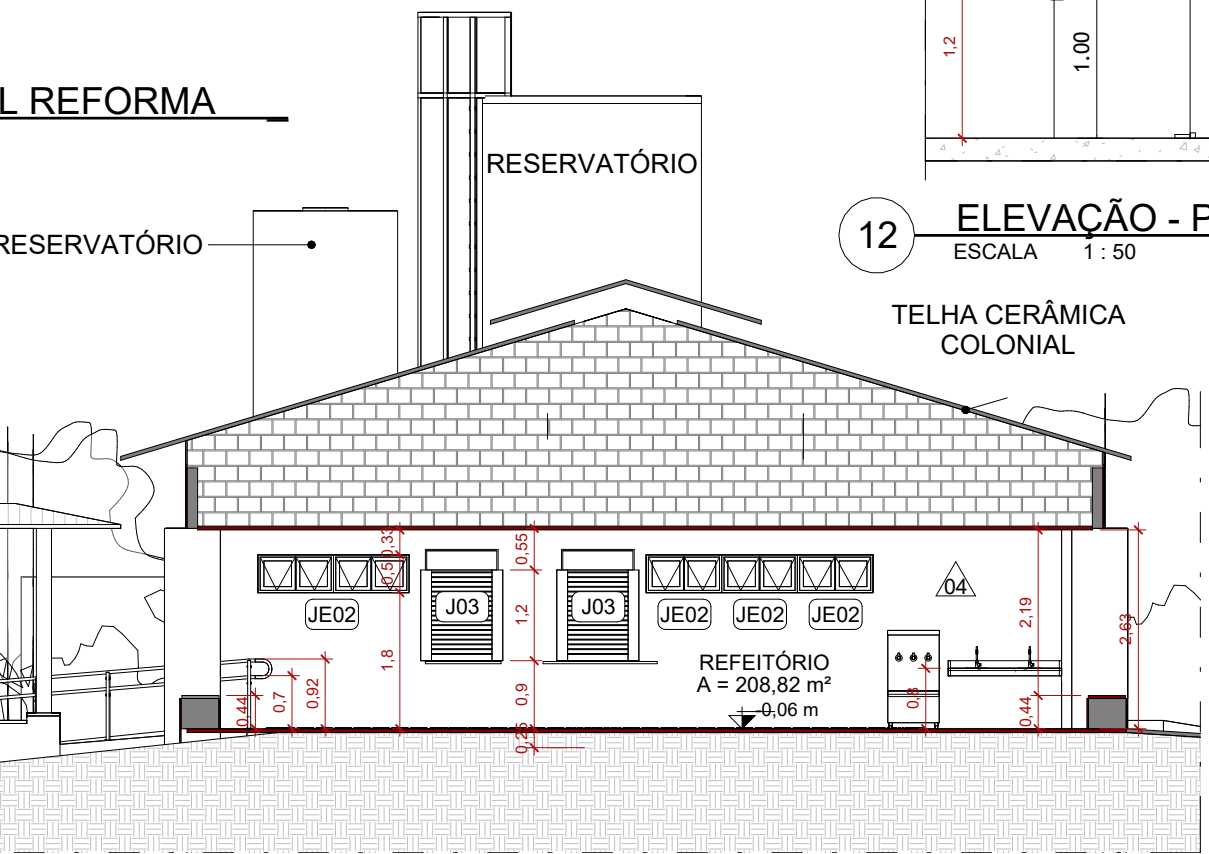 L REFORMA
1,2
1.00
RESERVATÓRIO
RESERVATÓRIO
12
ELEVAÇÃO - P
ESCALA 1 : 50
TELHA CERÂMICA
COLONIAL
0,33
0,5
1,8
0,55
1,2
0,9
0,25
JE02
J03
J03
JE02
JE02
JE02
04
2,19
2,63
REFEITÓRIO
A = 208,82 m²
-0,06 m
0,44
0,7
0,92
0,8
0,44